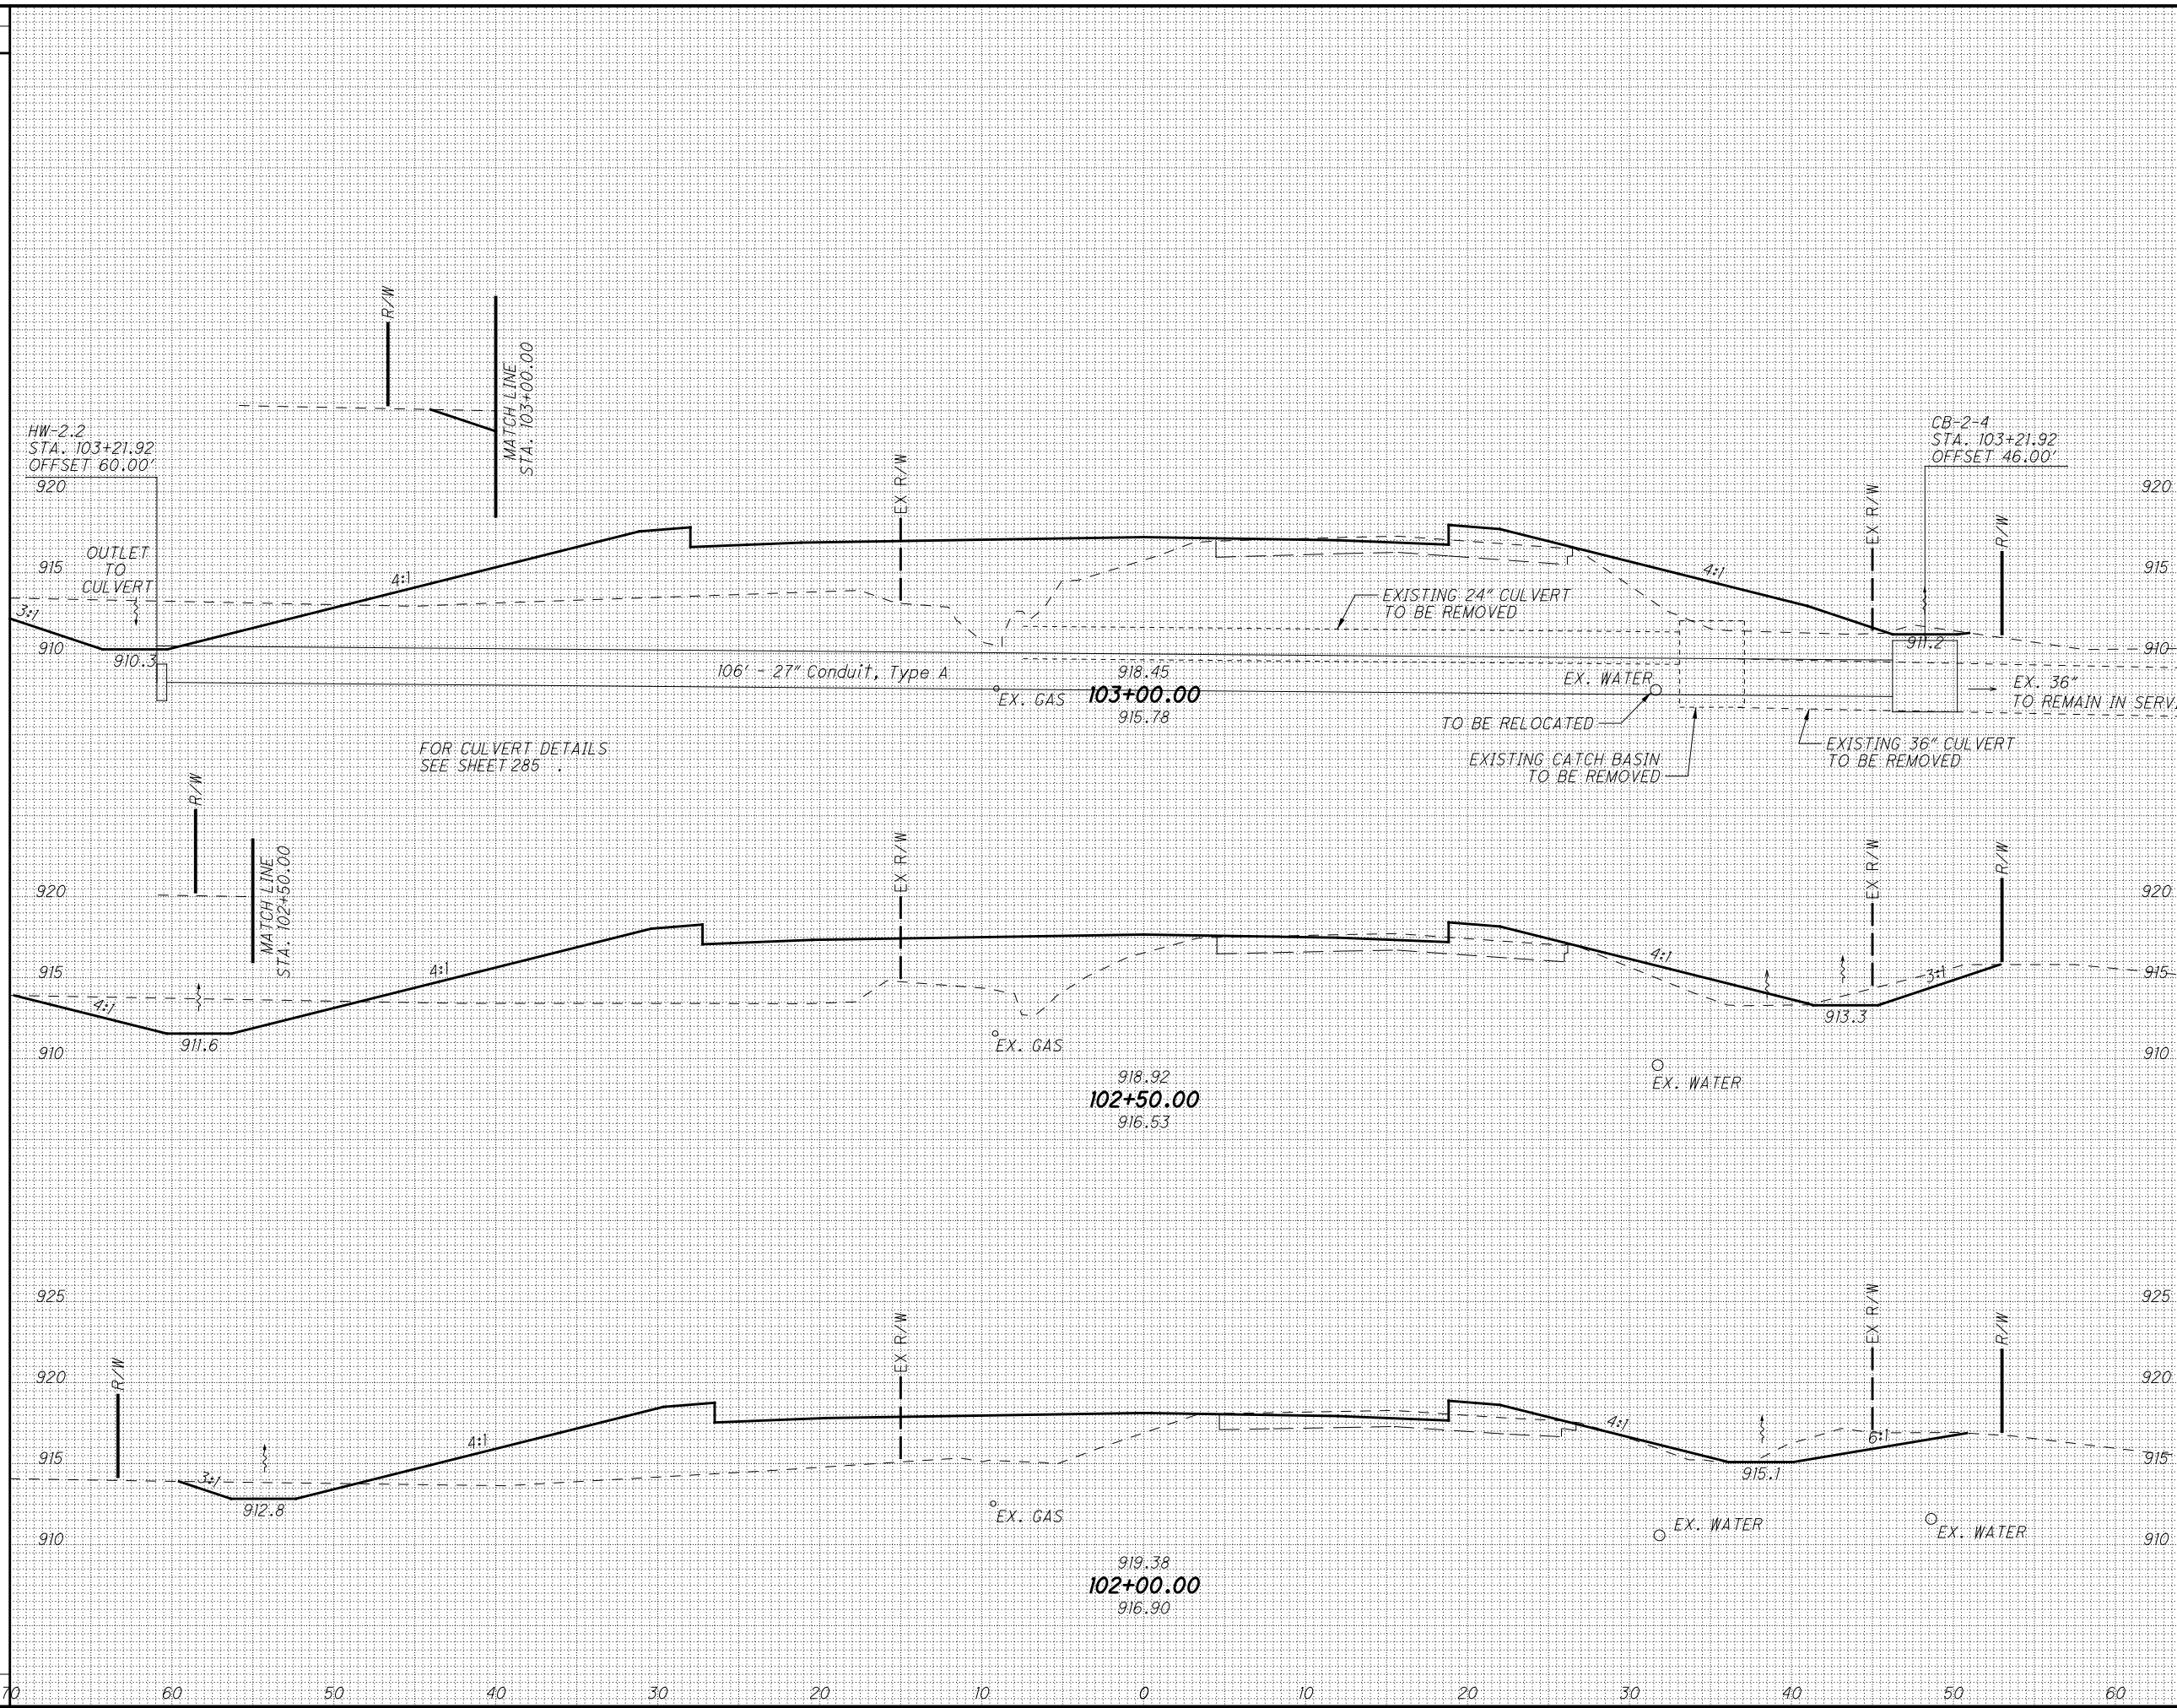 R/W
MATCH LINE
STA. 103+00.00
HW-2.2
STA. 103+21.92
OFFSET 60.00'
CB-2-4
STA. 103+21.92
OFFSET 46.00'
920
EX R/W
EX R/W
R/W
920
OUTLET
TO
CULVERT
915
4:1
4:1
915
3:1
EXISTING 24" CULVERT
TO BE REMOVED
910
910.3
911.2
910
106' - 27" Conduit, Type A
918.45
103+00.00
915.78
EX. GAS
EX. WATER
TO BE RELOCATED
EX. 36"
TO REMAIN IN
EXISTING 36" CULVERT
TO BE REMOVED
EXISTING CATCH BASIN
TO BE REMOVED
FOR CULVERT DETAILS
SEE SHEET 285 .
R/W
MATCH LINE
STA. 102+50.00
920
EX R/W
EX R/W
R/W
920
915
4:1
4:1
3:1
915
4:1
911.6
913.3
910
EX. GAS
910
918.92
102+50.00
916.53
EX. WATER
925
925
R/W
920
EX R/W
EX R/W
R/W
920
4:1
4:1
6:1
915
3:1
915.1
915
912.8
EX. GAS
EX. WATER
EX. WATER
910
910
919.38
102+00.00
916.90
70 60 50 40 30 20 10 0 10 20 30 40 50 60